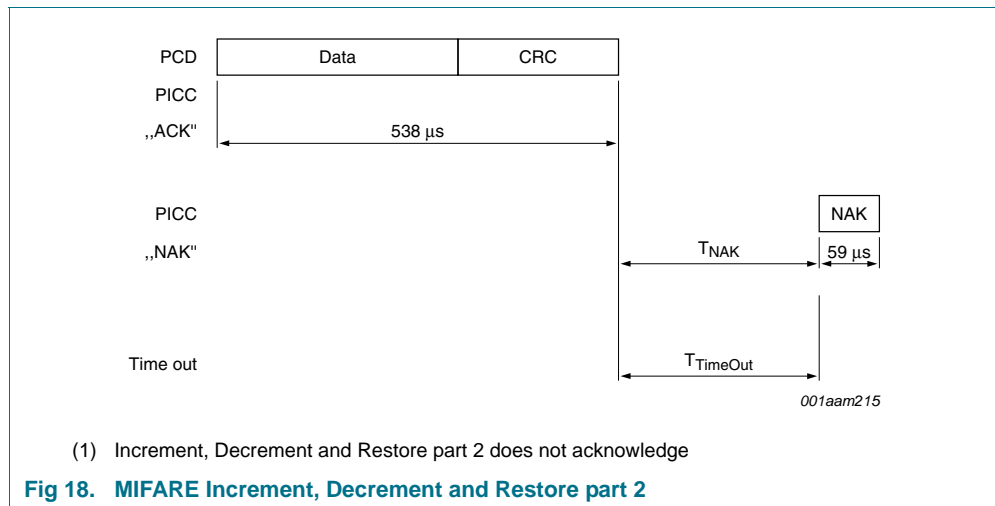 PCD Data CRC
PICC
,,ACK" 538 μs
PICC NAK
,,NAK" TNAK 59 μs
Time out TTimeOut
001aam215
(1) Increment, Decrement and Restore part 2 does not acknowledge
Fig 18. MIFARE Increment, Decrement and Restore part 2